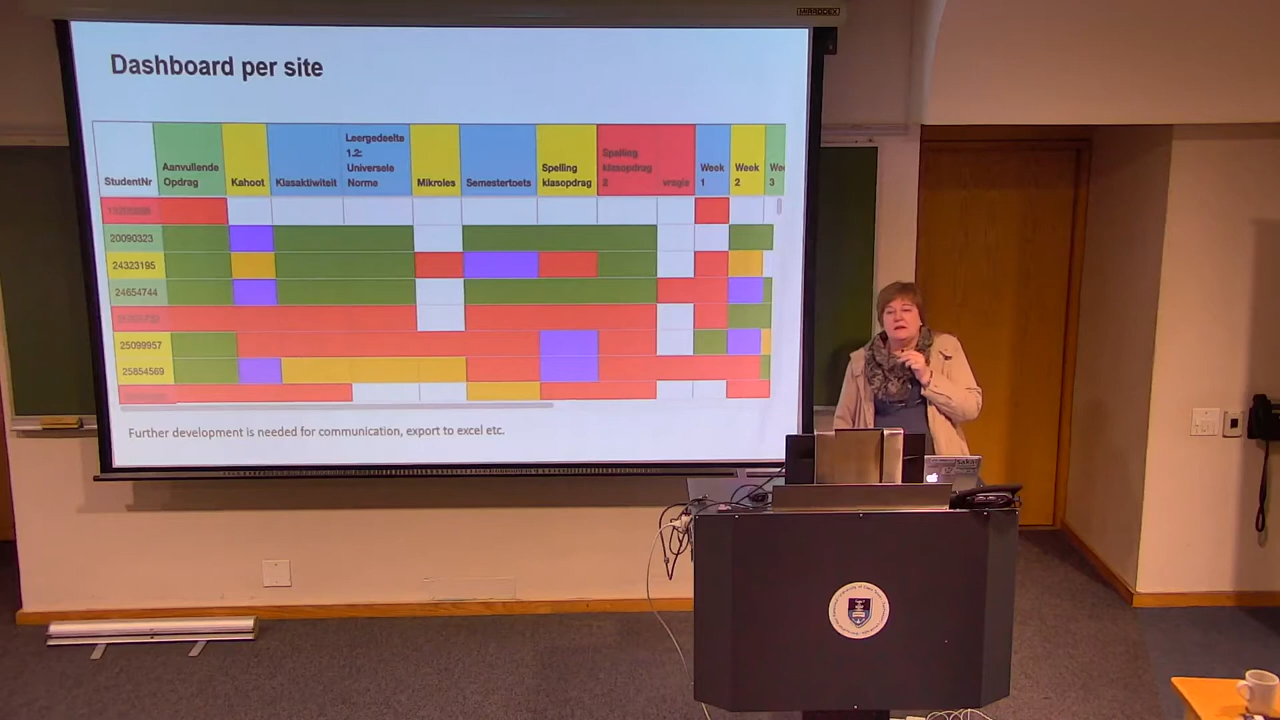 MIRRODEX
Dashboard per site
StudentNr
Aanvullende
Opdrag
Kahoot
Klasaktiwiteit
Leergedeelte
1.2:
Universele
Norme
Mikroles
Semestertoets
Spelling
klasopdrag
Spelling
klasopdrag
2
vragie
Week
1
Week
2
3
20090323
24323195
24654744
25099957
25854569
Further development is needed for communication, export to excel etc.